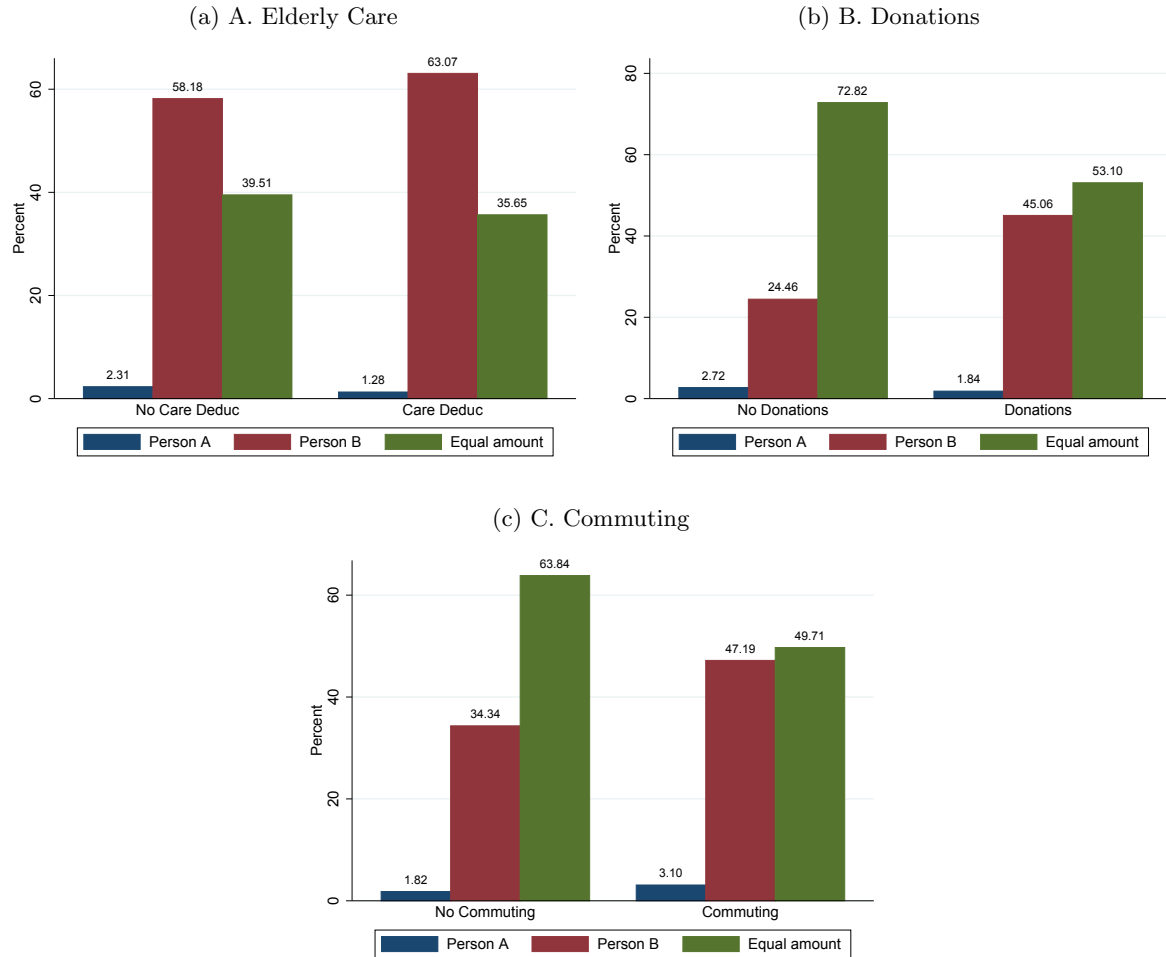 (a) A. Elderly Care
Percent
0
20
40
60
2.31
58.18
39.51
1.28
63.07
35.65
No Care Deduc
Care Deduc
Person A
Person B
Equal amount
(b) B. Donations
Percent
0
20
40
60
80
2.72
24.46
72.82
1.84
45.06
53.10
No Donations
Donations
Person A
Person B
Equal amount
(c) C. Commuting
Percent
0
20
40
60
1.82
34.34
63.84
3.10
47.19
49.71
No Commuting
Commuting
Person A
Person B
Equal amount